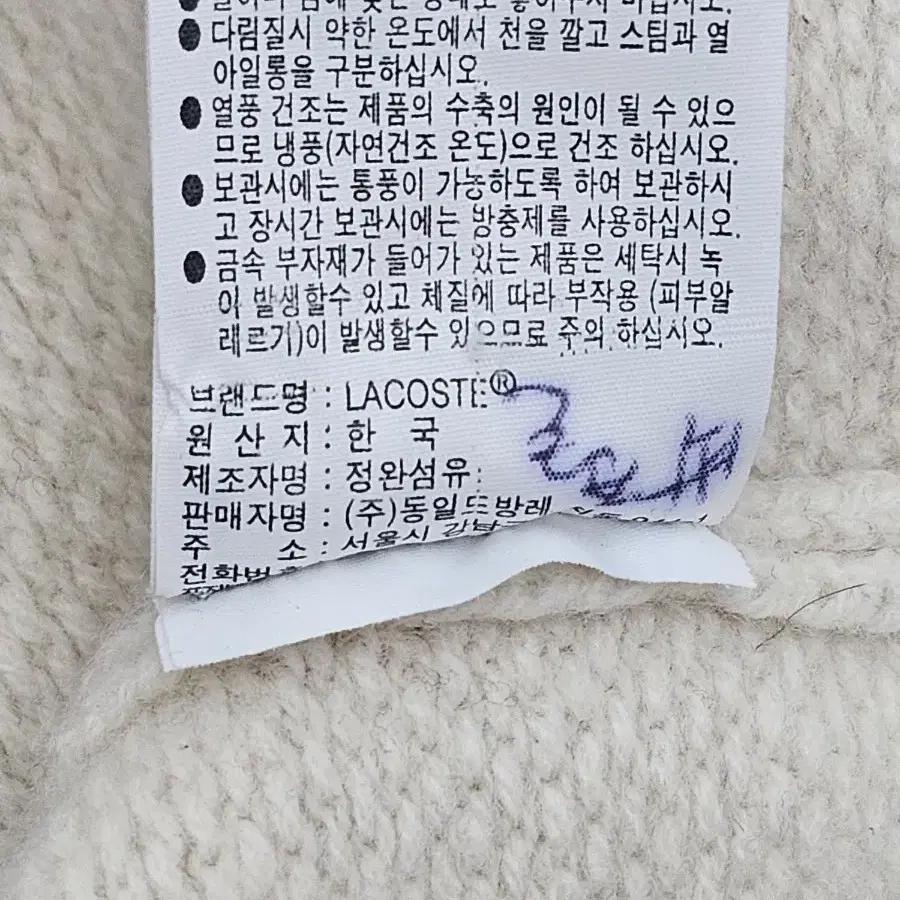 ● 다림질시 약한 온도에서 천을 깔고 스팀과 열
아일롱을 구분하십시오.
● 열풍 건조는 제품의 수축의 원인이 될 수 있으
므로 냉풍(자연건조 온도)으로 건조 하십시오.
● 보관시에는 통풍이 가능하도록 하여 보관하시
고 장시간 보관시에는 방충제를 사용하십시오.
● 금속 부자재가 들어가 있는 제품은 세탁시 녹
이 발생할수 있고 체질에 따라 부작용 (피부알
레르기)이 발생할수 있으므로 주의 하십시오.
브랜드명 : LACOSTE®
원 산 지 : 한 국
제조자명 : 정완섬유
판매자명 : (주)동일드방레
주 소 : 서울시 강남구
전화번호